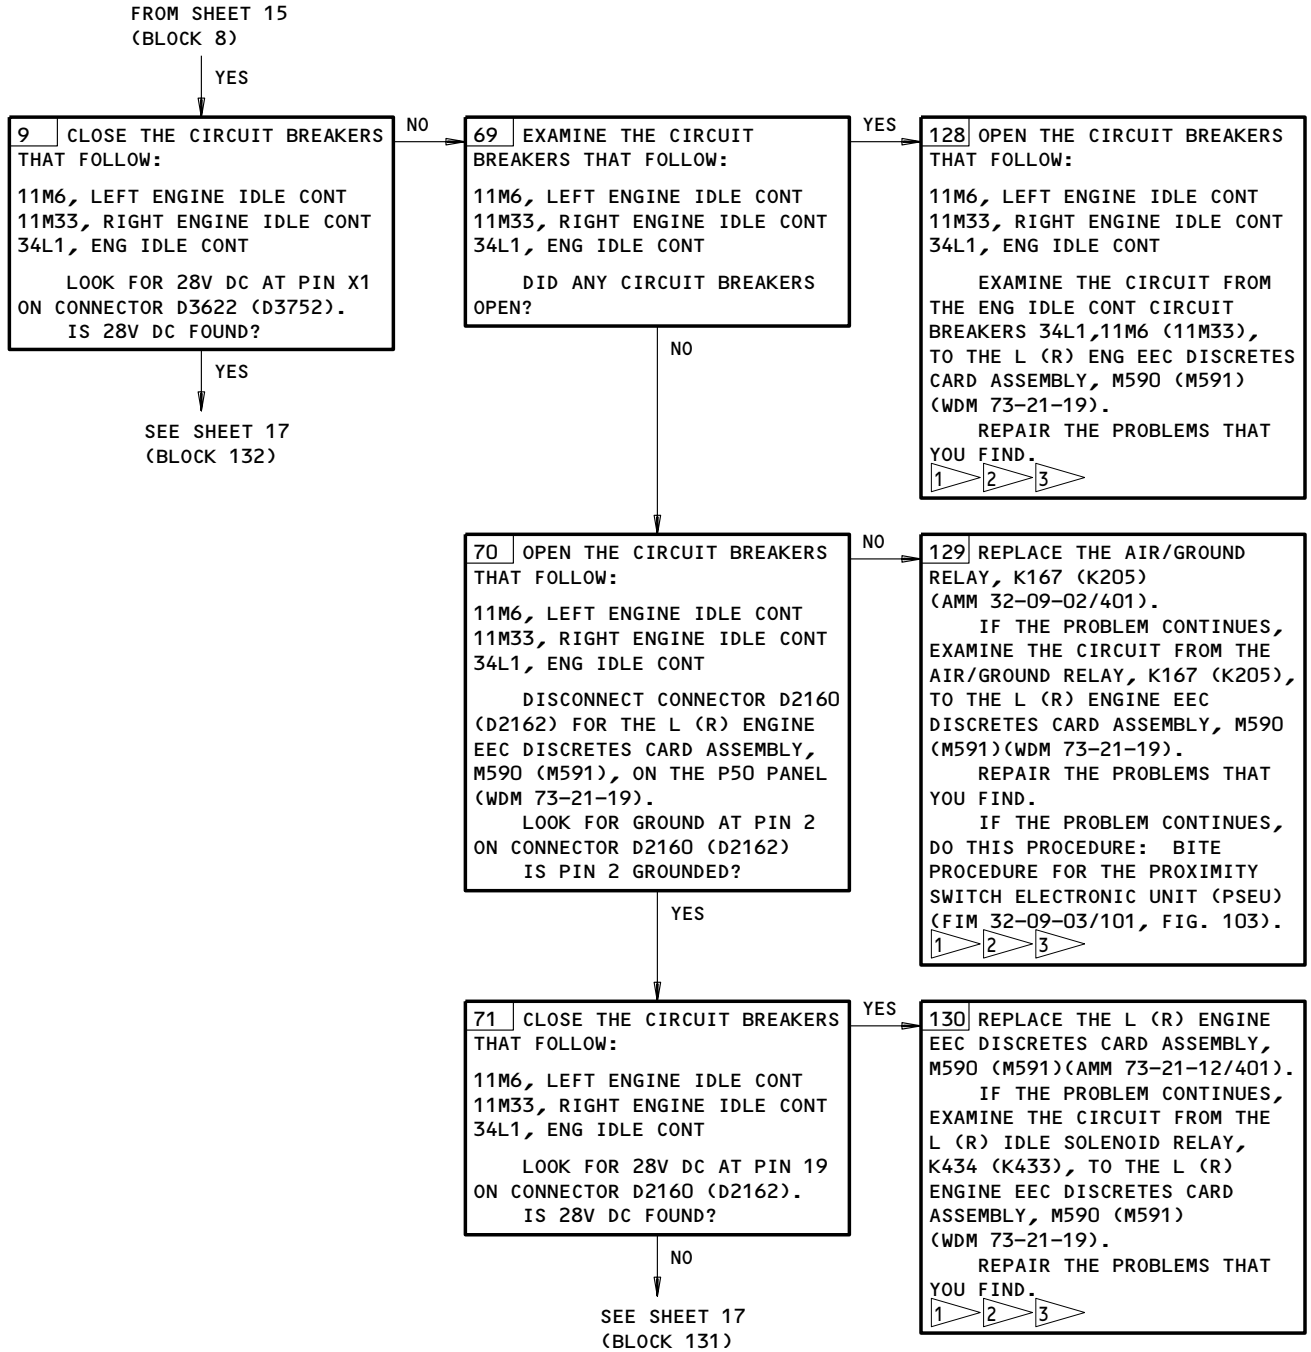 FROM SHEET 15
(BLOCK 8)
YES
9 CLOSE THE CIRCUIT BREAKERS
THAT FOLLOW:
11M6, LEFT ENGINE IDLE CONT
11M33, RIGHT ENGINE IDLE CONT
34L1, ENG IDLE CONT
LOOK FOR 28V DC AT PIN X1
ON CONNECTOR D3622 (D3752).
IS 28V DC FOUND?
NO
YES
SEE SHEET 17
(BLOCK 132)
69 EXAMINE THE CIRCUIT
BREAKERS THAT FOLLOW:
11M6, LEFT ENGINE IDLE CONT
11M33, RIGHT ENGINE IDLE CONT
34L1, ENG IDLE CONT
DID ANY CIRCUIT BREAKERS
OPEN?
YES
NO
128 OPEN THE CIRCUIT BREAKERS
THAT FOLLOW:
11M6, LEFT ENGINE IDLE CONT
11M33, RIGHT ENGINE IDLE CONT
34L1, ENG IDLE CONT
EXAMINE THE CIRCUIT FROM
THE ENG IDLE CONT CIRCUIT
BREAKERS 34L1,11M6 (11M33),
TO THE L (R) ENG EEC DISCRETES
CARD ASSEMBLY, M590 (M591)
(WDM 73-21-19).
REPAIR THE PROBLEMS THAT
YOU FIND.
1 2 3
70 OPEN THE CIRCUIT BREAKERS
THAT FOLLOW:
11M6, LEFT ENGINE IDLE CONT
11M33, RIGHT ENGINE IDLE CONT
34L1, ENG IDLE CONT
DISCONNECT CONNECTOR D2160
(D2162) FOR THE L (R) ENGINE
EEC DISCRETES CARD ASSEMBLY,
M590 (M591), ON THE P50 PANEL
(WDM 73-21-19).
LOOK FOR GROUND AT PIN 2
ON CONNECTOR D2160 (D2162)
IS PIN 2 GROUNDED?
NO
YES
129 REPLACE THE AIR/GROUND
RELAY, K167 (K205)
(AMM 32-09-02/401).
IF THE PROBLEM CONTINUES,
EXAMINE THE CIRCUIT FROM THE
AIR/GROUND RELAY, K167 (K205),
TO THE L (R) ENGINE EEC
DISCRETES CARD ASSEMBLY, M590
(M591)(WDM 73-21-19).
REPAIR THE PROBLEMS THAT
YOU FIND.
IF THE PROBLEM CONTINUES,
DO THIS PROCEDURE: BITE
PROCEDURE FOR THE PROXIMITY
SWITCH ELECTRONIC UNIT (PSEU)
(FIM 32-09-03/101, FIG. 103).
1 2 3
71 CLOSE THE CIRCUIT BREAKERS
THAT FOLLOW:
11M6, LEFT ENGINE IDLE CONT
11M33, RIGHT ENGINE IDLE CONT
34L1, ENG IDLE CONT
LOOK FOR 28V DC AT PIN 19
ON CONNECTOR D2160 (D2162).
IS 28V DC FOUND?
YES
NO
SEE SHEET 17
(BLOCK 131)
130 REPLACE THE L (R) ENGINE
EEC DISCRETES CARD ASSEMBLY,
M590 (M591)(AMM 73-21-12/401).
IF THE PROBLEM CONTINUES,
EXAMINE THE CIRCUIT FROM THE
L (R) IDLE SOLENOID RELAY,
K434 (K433), TO THE L (R)
ENGINE EEC DISCRETES CARD
ASSEMBLY, M590 (M591)
(WDM 73-21-19).
REPAIR THE PROBLEMS THAT
YOU FIND.
1 2 3